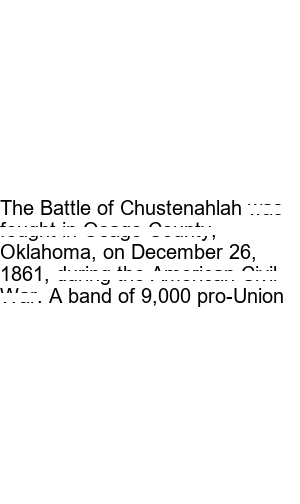 The Battle of Chustenahlah was
fought in Osage County,
Oklahoma, on December 26,
1861, during the American Civil
War. A band of 9,000 pro-Union